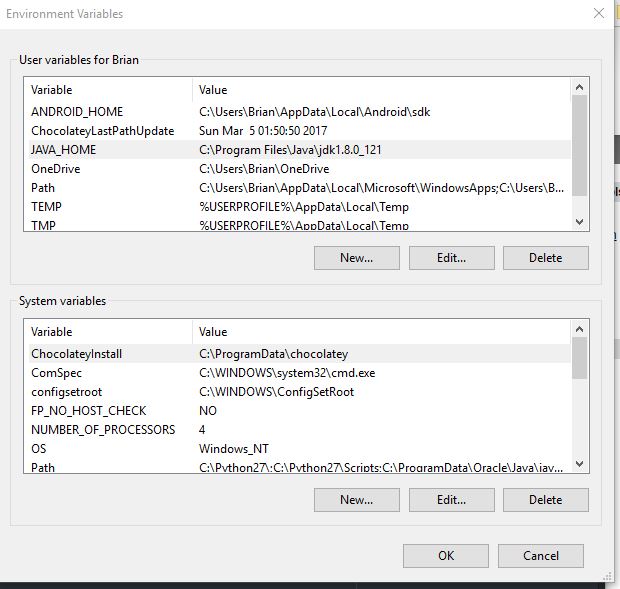 Environment Variables
User variables for Brian
Variable Value
ANDROID_HOME C:\Users\Brian\AppData\Local\Android\sdk
ChocolateyLastPathUpdate Sun Mar 5 01:50:50 2017
JAVA_HOME C:\Program Files\Java\jdk1.8.0_121
OneDrive C:\Users\Brian\OneDrive
Path C:\Users\Brian\AppData\Local\Microsoft\WindowsApps;C:\Users\B...
TEMP %USERPROFILE%\AppData\Local\Temp
TMP %USERPROFILE%\AppData\Local\Temp
New... Edit... Delete
System variables
Variable Value
ChocolateyInstall C:\ProgramData\chocolatey
ComSpec C:\WINDOWS\system32\cmd.exe
configsetroot C:\WINDOWS\ConfigSetRoot
FP_NO_HOST_CHECK NO
NUMBER_OF_PROCESSORS 4
OS Windows_NT
Path C:\Python27\;C:\Python27\Scripts;C:\ProgramData\Oracle\Java\jav...
New... Edit... Delete
OK Cancel